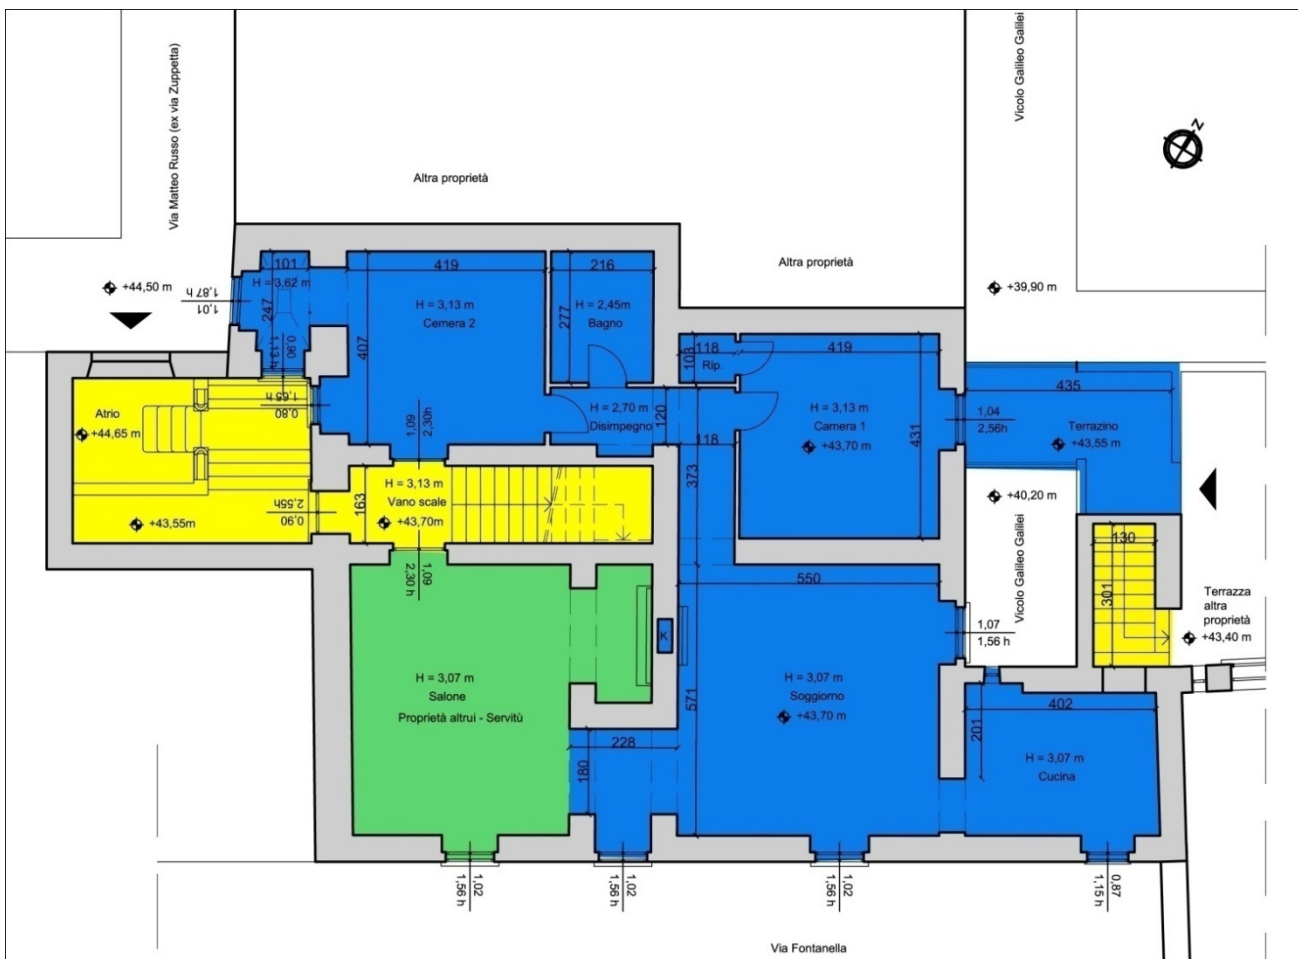 Via Matteo Russo (ex via Zuppetta)
Vicolo Galileo Galilei
N
Altra proprietà
Altra proprietà
+44,50 m
1,01
1,87 h
101
H = 3,62 m
247
0,90
1,13 h
419
H = 3,13 m
Cemera 2
407
216
277
H = 2,45m
Bagno
118
103
Rip.
419
H = 3,13 m
Camera 1
+43,70 m
431
+39,90 m
435
1,04
2,56h
Terrazino
+43,55 m
Atrio
+44,65 m
1,65 h
0,80
1,09
2,30h
H = 2,70 m
Disimpegno
120
118
373
+43,55m
2,55h
0,90
163
H = 3,13 m
Vano scale
+43,70m
+40,20 m
Vicolo Galileo Galilei
130
301
Terrazza
altra
proprietà
+43,40 m
1,09
2,30 h
550
1,07
1,56 h
K
H = 3,07 m
Salone
Proprietà altrui - Servitù
571
H = 3,07 m
Soggiorno
+43,70 m
402
201
H = 3,07 m
Cucina
228
180
1,02
1,56 h
1,02
1,56 h
1,02
1,56 h
0,87
1,15 h
Via Fontanella